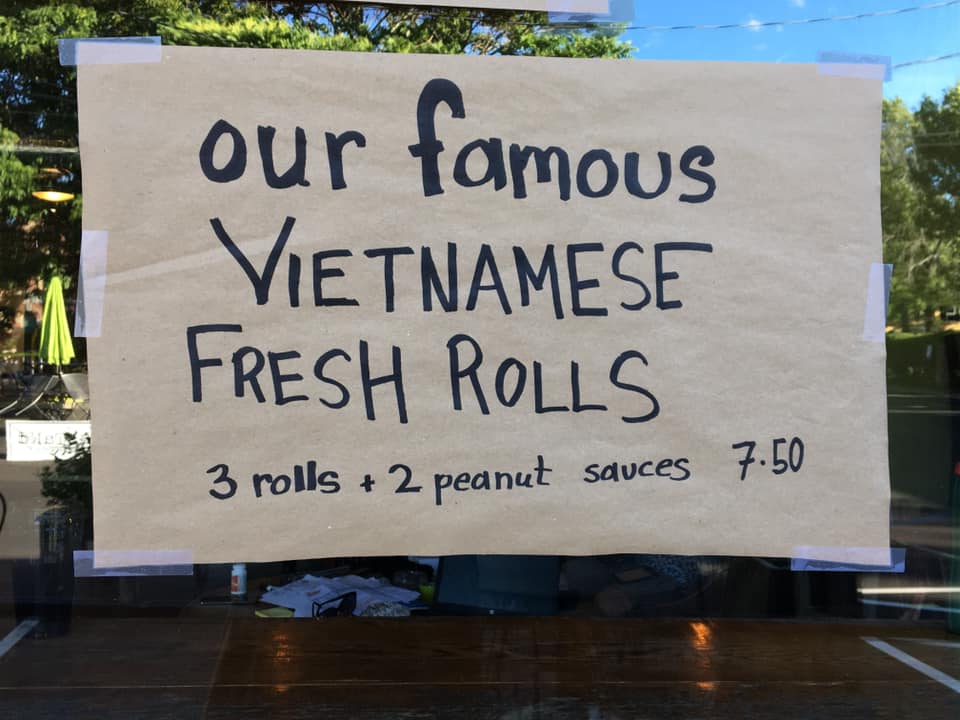 our famous
VIETNAMESE
FRESH ROLLS
3 rolls + 2 peanut sauces 7.50